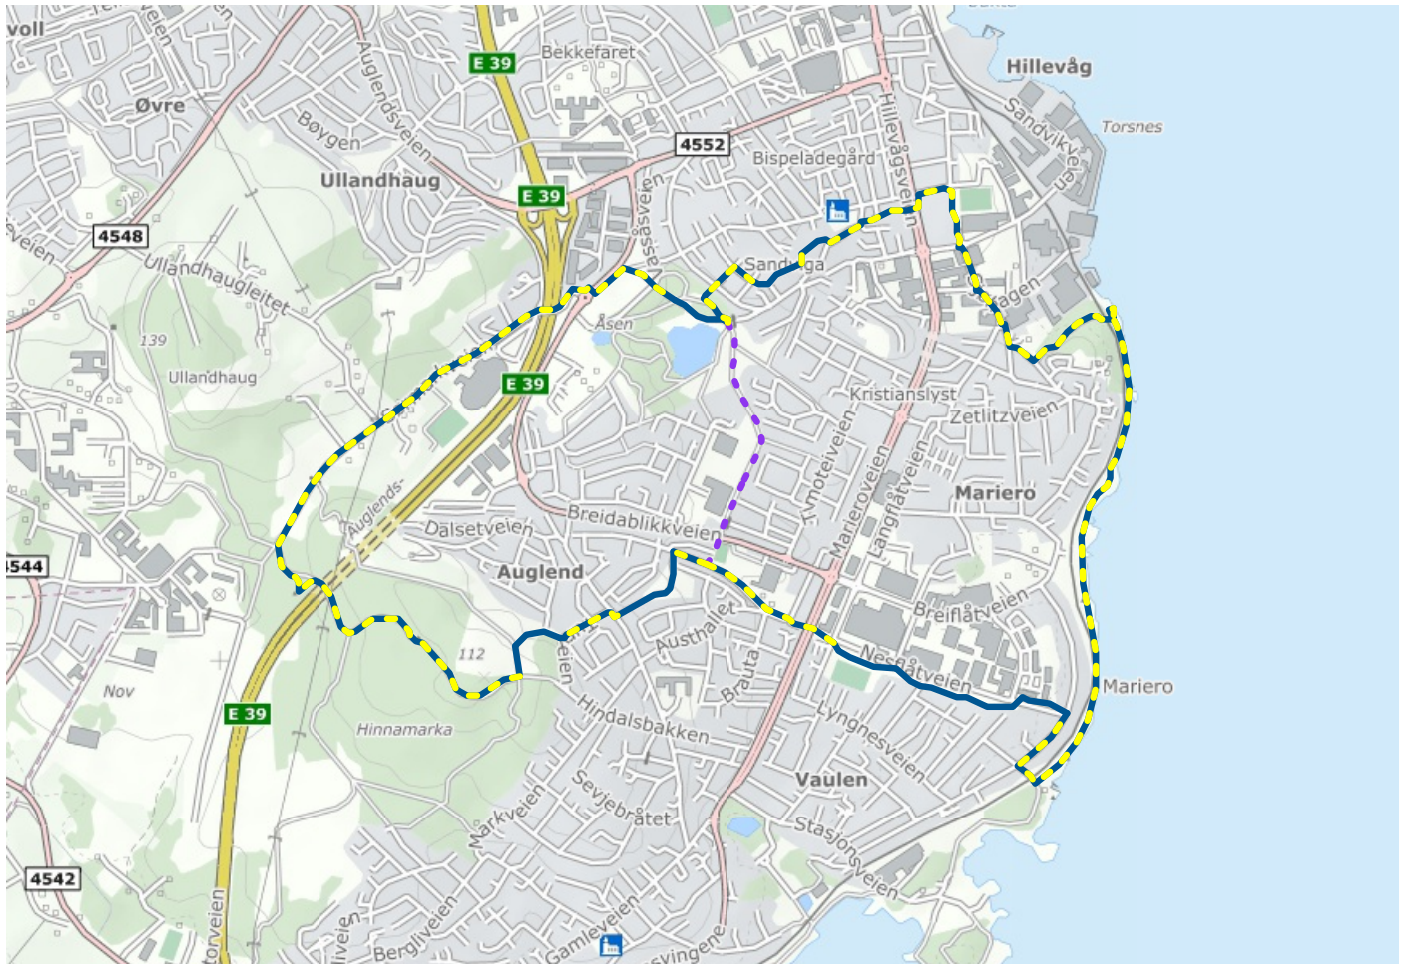 voll
E 39
Bekkefaret
Hillevåg
Auglendsveien
Øvre
Sandvikveien
Hillevågsveien
Torsnes
Bøygen
4552
Bispeladegård
Ullandhaug
E 39
4548
Ullandhaugleitet
Åsen
139
Ullandhaug
E 39
Kristianslyst
Zetlitzveien
Tymoteiveien
Marieroveien
Langflåtveien
Mariero
Auglends-
Dalsetveien
Breidablikkveien
4544
Auglend
Breiflåtveien
Austhallet
112
Brauta
Nesflåtveien
Mariero
Nov
E 39
Hinnamarka
Hindalsbakken
Lyngnesveien
Vaulen
Sevjebråtet
Markveien
Stasjonsveien
4542
Bergliveien
Gamleveien